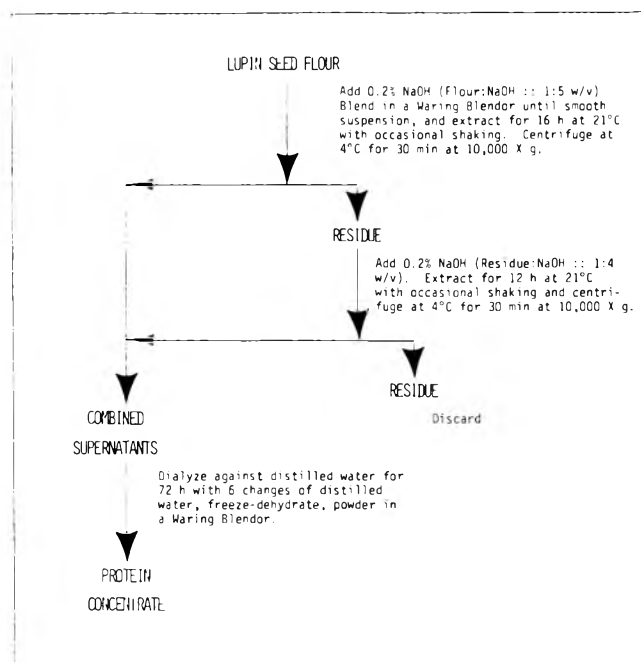 LUPIN SEED FLOUR
Add 0.2% NaOH (Flour:NaOH :: 1:5 w/v)
Blend in a Waring Blendor until smooth
suspension, and extract for 16 h at 21°C
with occasional shaking. Centrifuge at
4°C for 30 min at 10,000 X g.
RESIDUE
Add 0.2% NaOH (Residue:NaOH :: 1:4
w/v). Extract for 12 h at 21°C
with occasional shaking and centri-
fuge at 4°C for 30 min at 10,000 X g.
RESIDUE
Discard
COMBINED
SUPERNATANTS
Dialyze against distilled water for
72 h with 6 changes of distilled
water, freeze-dehydrate, powder in
a Waring Blendor.
PROTEIN
CONCENTRATE